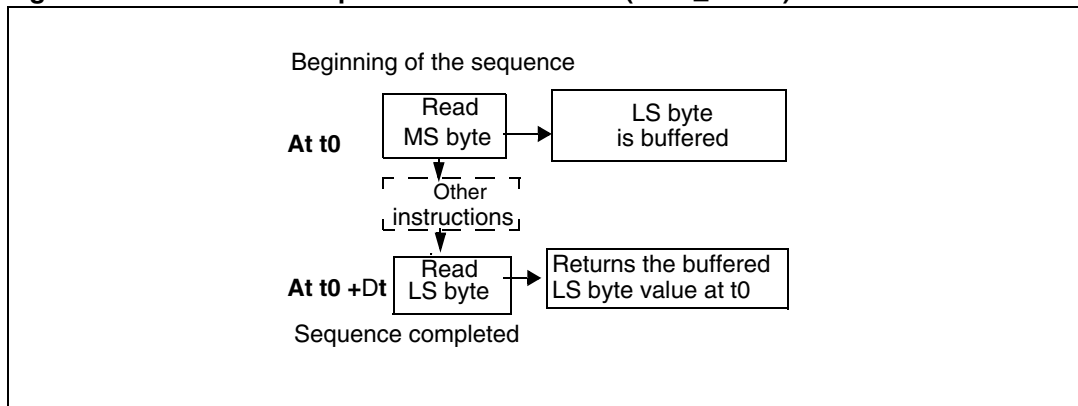 Beginning of the sequence
Read
MS byte
LS byte
is buffered
At t0
Other
instructions
At t0 +Dt
Read
LS byte
Returns the buffered
LS byte value at t0
Sequence completed